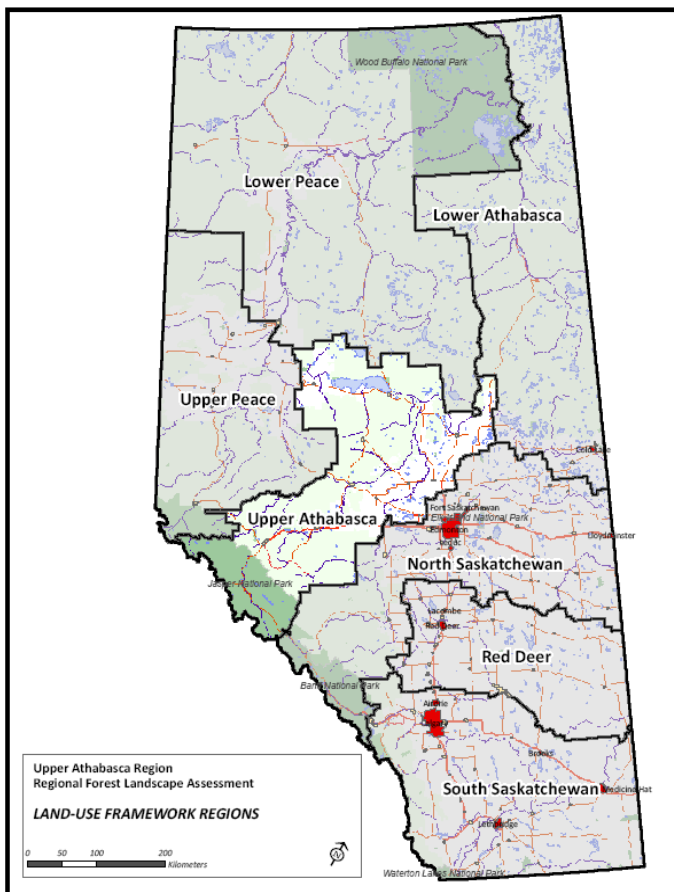 Wood Buffalo National Park
Lower Peace
Lower Athabasca
Upper Peace
Cold Lake
Fort Saskatchewan
Upper Athabasca
Elk Island National Park
Edmonton
Lloydminster
Leduc
North Saskatchewan
Jasper National Park
Lacombe
Red Deer
Red Deer
Banff National Park
Airdrie
Calgary
Brooks
South Saskatchewan
Medicine Hat
Lethbridge
Waterton Lakes National Park
Upper Athabasca Region
Regional Forest Landscape Assessment
LAND-USE FRAMEWORK REGIONS
0 50 100 200
Kilometers
N